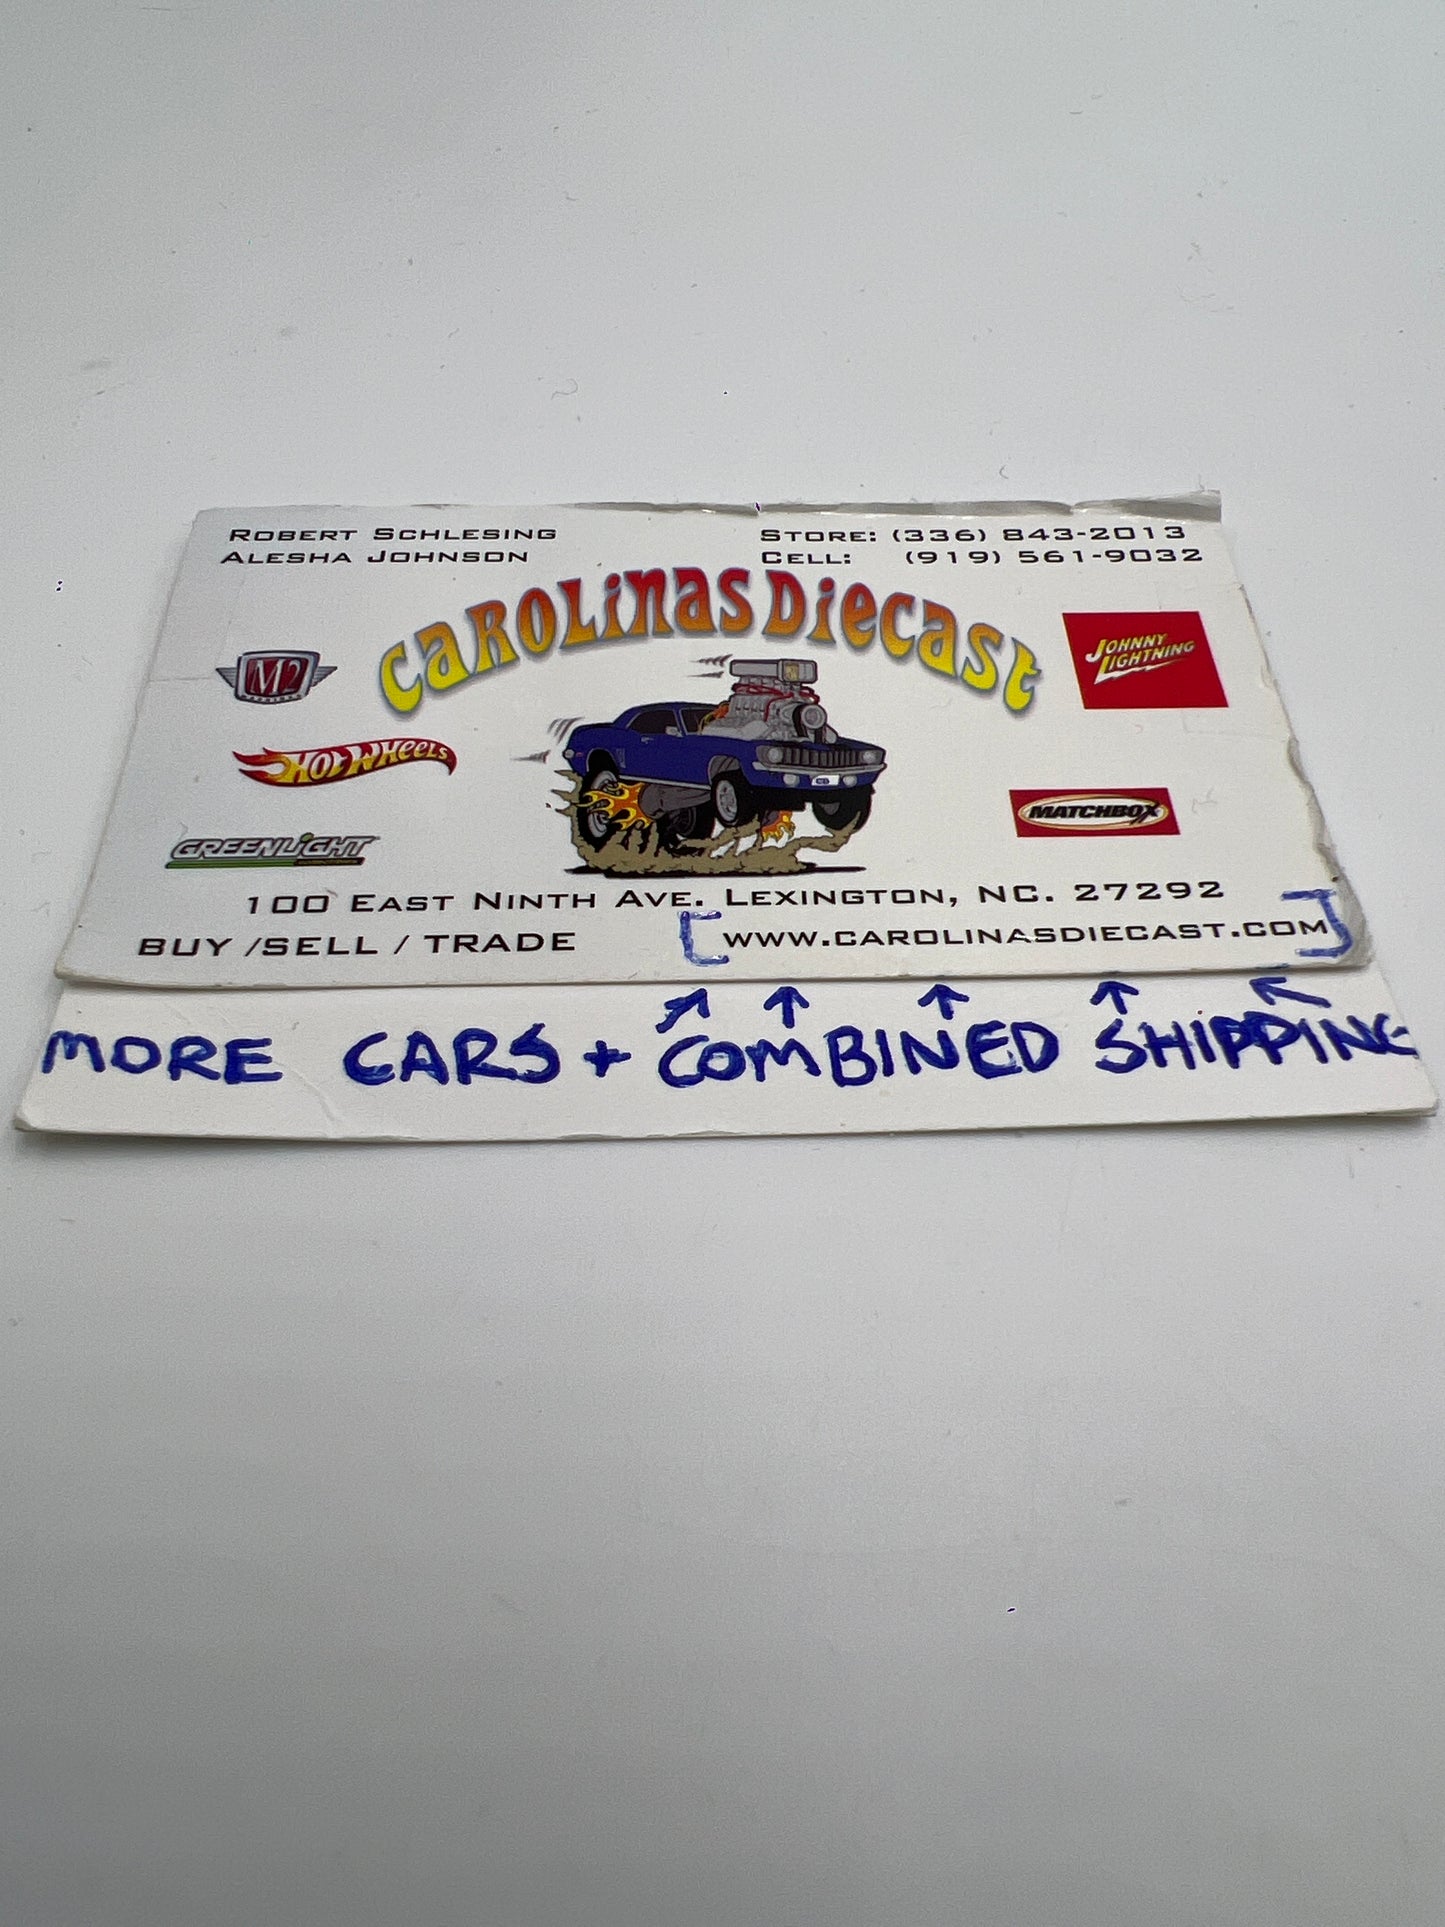 Robert Schlesing
Alesha Johnson
Store: (336) 843-2013
Cell: (919) 561-9032
Carolinas Diecast
M2
Johnny Lightning
Hot Wheels
GreenLight
Matchbox
100 East Ninth Ave. Lexington, NC. 27292
BUY /SELL / TRADE
[www.carolinasdiecast.com]
MORE CARS + COMBINED SHIPPING